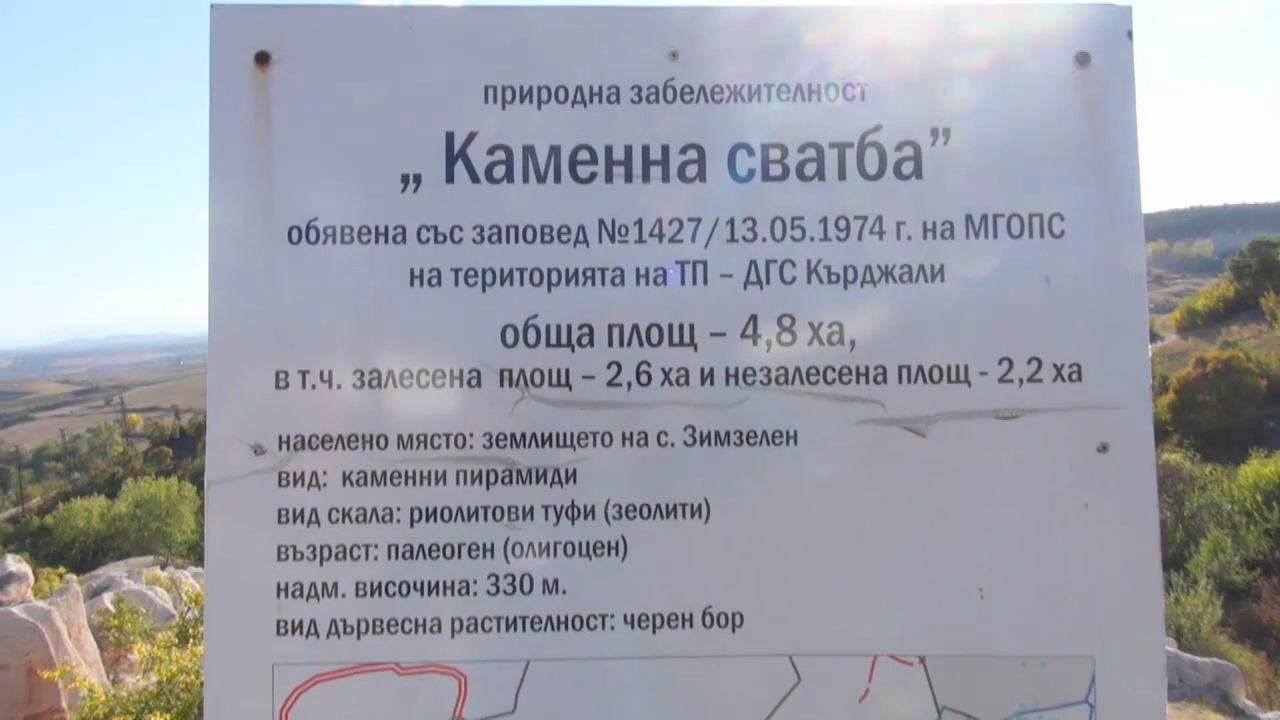 природна забележителност
„ Каменна сватба”
обявена със заповед №1427/13.05.1974 г. на МГОПС
на територията на ТП – ДГС Кърджали
обща площ – 4,8 ха,
в т.ч. залесена площ – 2,6 ха и незалесена площ - 2,2 ха
населено място: землището на с. Зимзелен
вид: каменни пирамиди
вид скала: риолитови туфи (зеолити)
възраст: палеоген (олигоцен)
надм. височина: 330 м.
вид дървесна растителност: черен бор